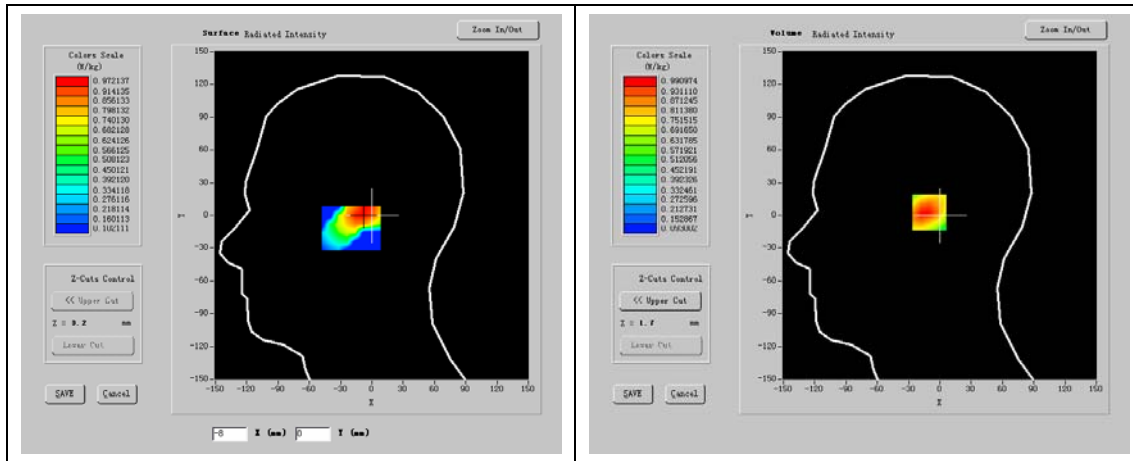 Surface Radiated Intensity
Zoom In/Out
Colors Scale
(W/kg)
0.972137
0.914135
0.856133
0.798132
0.740130
0.682128
0.624126
0.566125
0.508123
0.450121
0.392120
0.334118
0.276116
0.218114
0.160113
0.102111
Z-Cuts Control
<< Upper Cut
mm
Lower Cut
SAVE
Cancel
150
120
90
60
30
0
-30
-60
-90
-120
-150
-150 -120 -90 -60 -30 0 30 60 90 120 150
X
Y
-8 X (mm) 0 Y (mm)
Volume Radiated Intensity
Zoom In/Out
Colors Scale
(W/kg)
0.990974
0.931110
0.871245
0.811380
0.751515
0.691650
0.631785
0.571921
0.512056
0.452191
0.392326
0.332461
0.272596
0.212731
0.152867
Z-Cuts Control
<< Upper Cut
mm
Lower Cut
SAVE
Cancel
150
120
90
60
30
0
-30
-60
-90
-120
-150
-150 -120 -90 -60 -30 0 30 60 90 120 150
X
Y